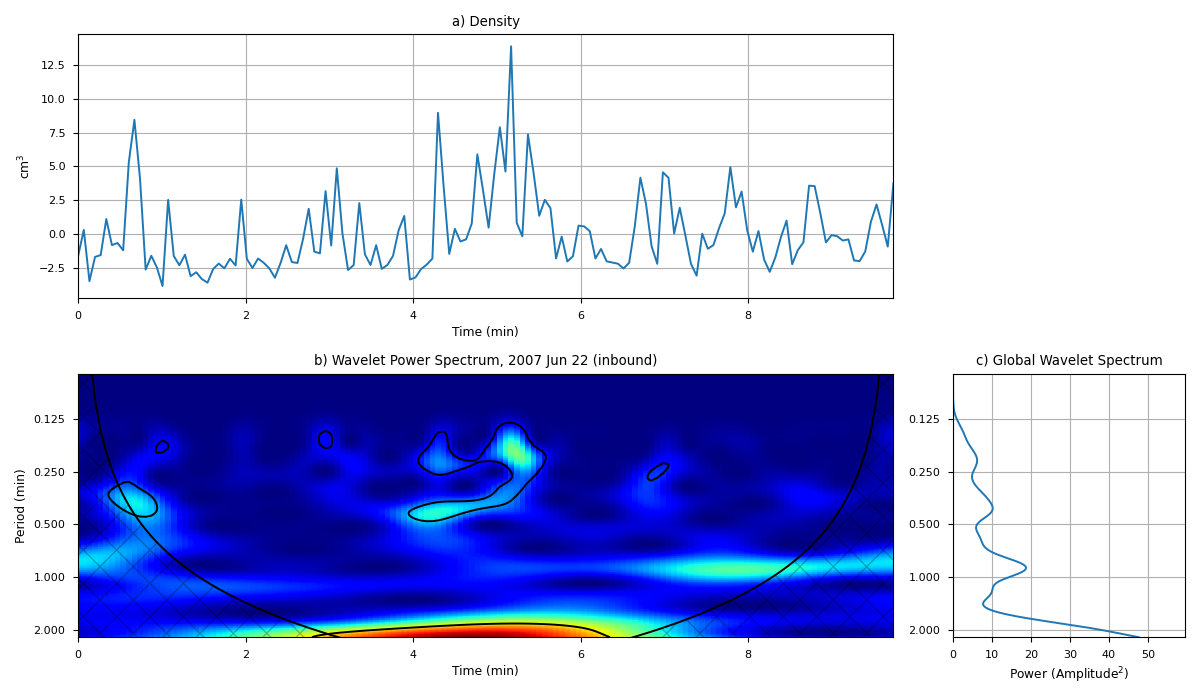 a) Density
12.5
10.0
7.5
5.0
2.5
0.0
−2.5
cm³
0 2 4 6 8
Time (min)
b) Wavelet Power Spectrum, 2007 Jun 22 (inbound)
0.125
0.250
0.500
1.000
2.000
Period (min)
0 2 4 6 8
Time (min)
c) Global Wavelet Spectrum
0.125
0.250
0.500
1.000
2.000
0 10 20 30 40 50
Power (Amplitude²)